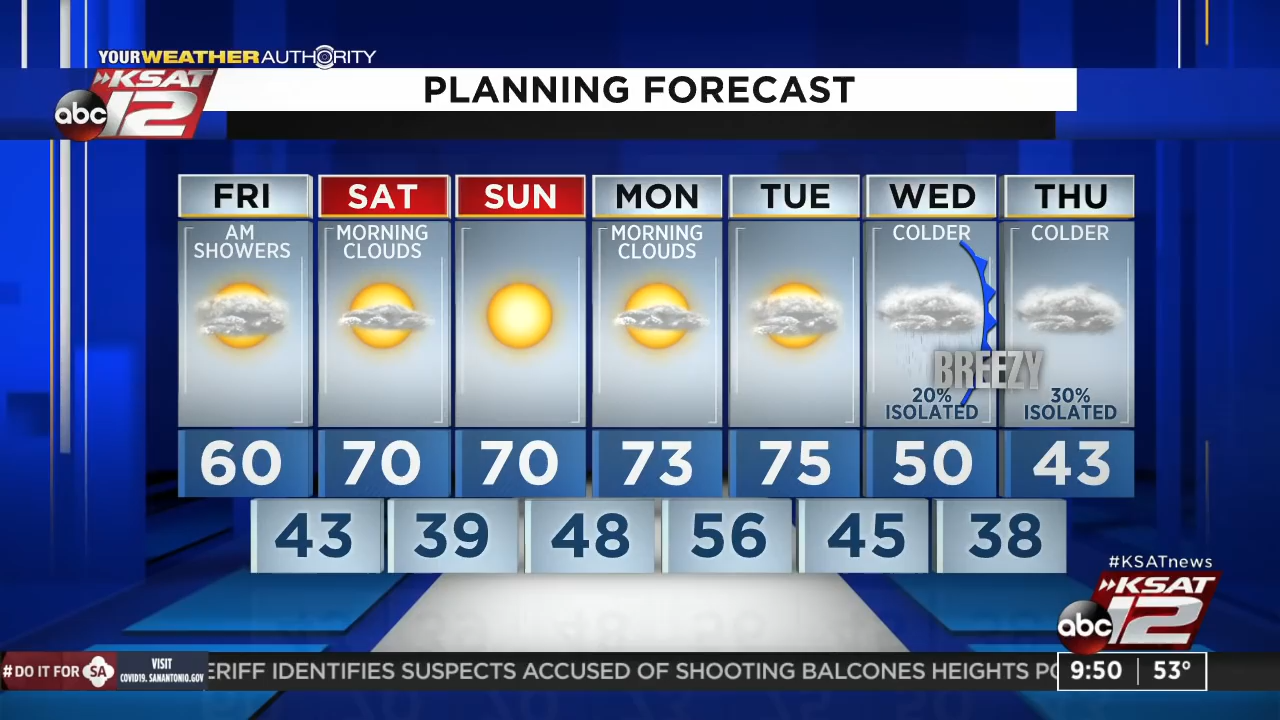 YOUR WEATHER AUTHORITY
KSAT
abc 12
PLANNING FORECAST
FRI SAT SUN MON TUE WED THU
AM SHOWERS
MORNING CLOUDS
MORNING CLOUDS
COLDER
COLDER
BREEZY
20% ISOLATED
30% ISOLATED
60 70 70 73 75 50 43
43 39 48 56 45 38
#KSATnews
KSAT
abc 12
#DO IT FOR SA
VISIT
COVID19.SANANTONIO.GOV
ERIFF IDENTIFIES SUSPECTS ACCUSED OF SHOOTING BALCONES HEIGHTS PO
9:50 53°